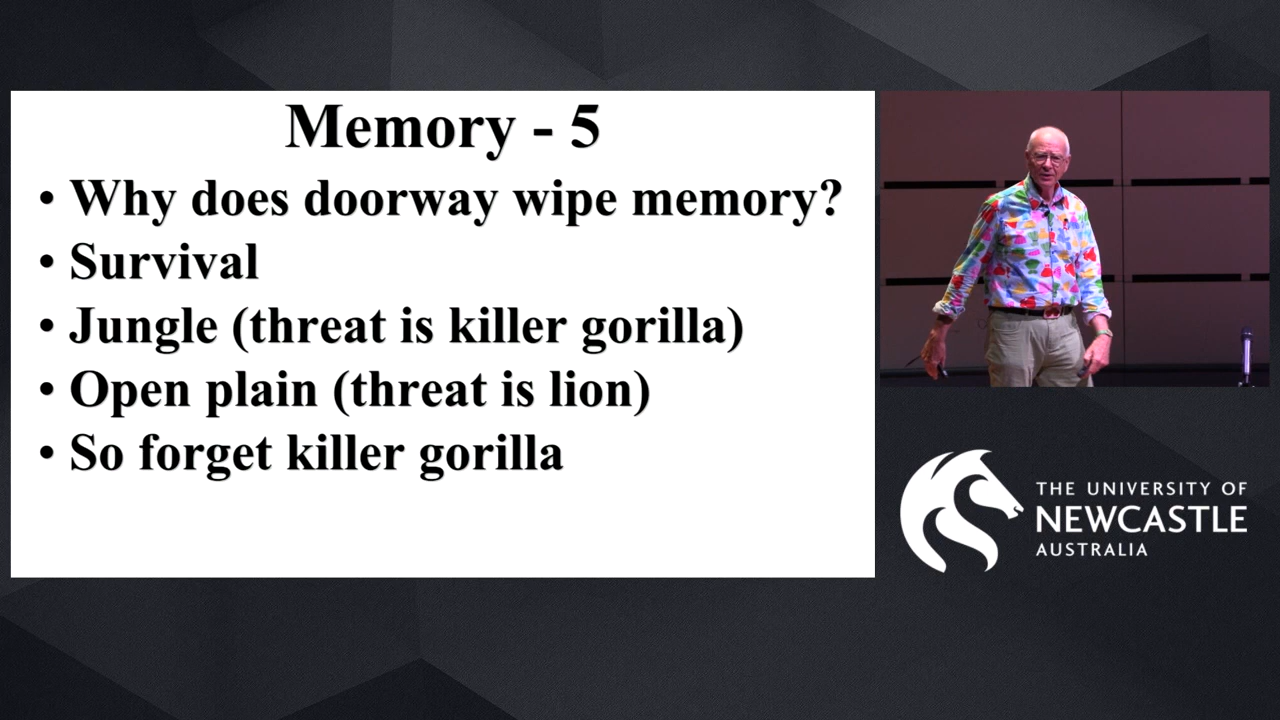 Memory - 5
• Why does doorway wipe memory?
• Survival
• Jungle (threat is killer gorilla)
• Open plain (threat is lion)
• So forget killer gorilla
THE UNIVERSITY OF
NEWCASTLE
AUSTRALIA